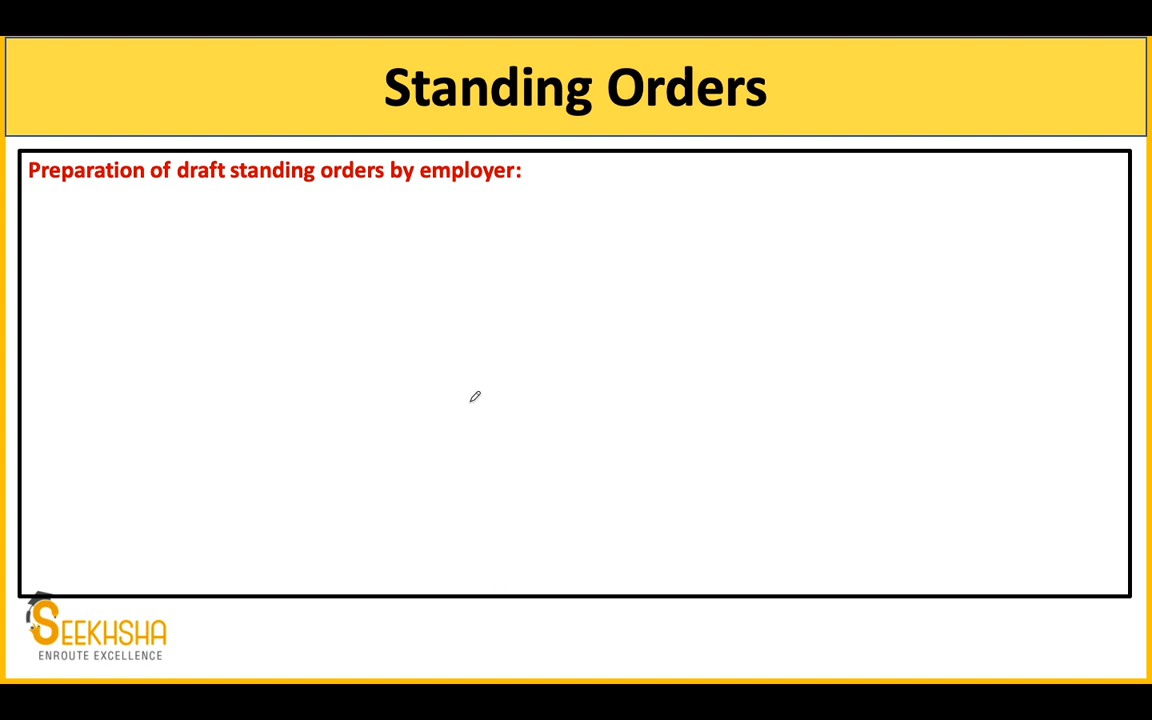 Standing Orders
Preparation of draft standing orders by employer:
SEEKHSHA
ENROUTE EXCELLENCE